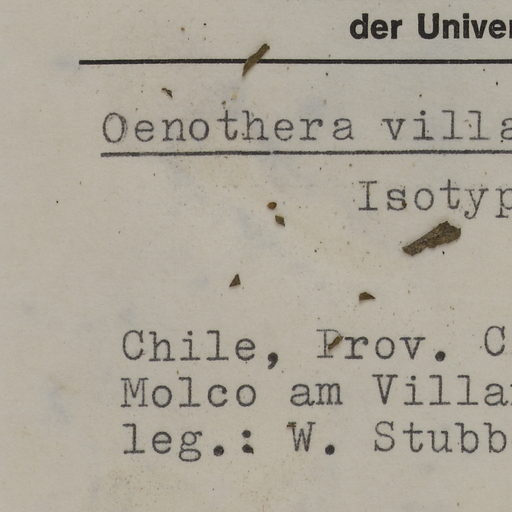 der Univer
Oenothera villa
Isotyp
Chile, Prov. C
Molco am Villa
leg.: W. Stubb